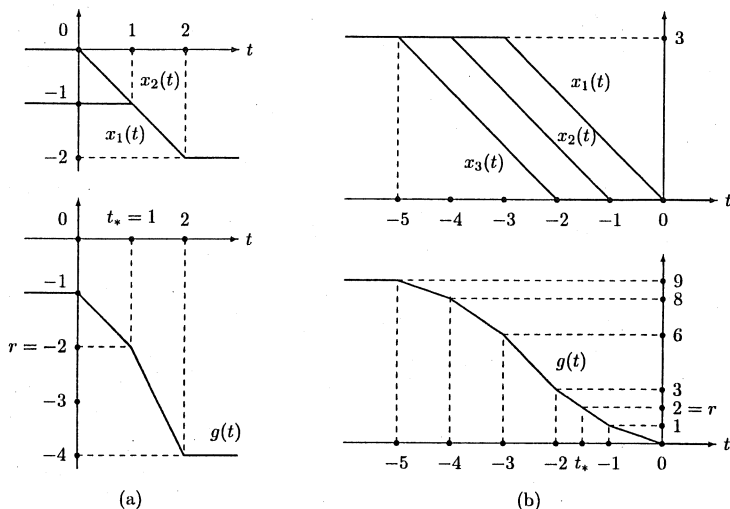 0 1 2 t
−1
x₂(t)
x₁(t)
−2
0 t* = 1 2 t
−1
r = −2
−3
g(t)
−4
(a)
3
x₁(t)
x₂(t)
x₃(t)
−5 −4 −3 −2 −1 0 t
9
8
6
g(t)
3
2 = r
1
−5 −4 −3 −2 t* −1 0 t
(b)